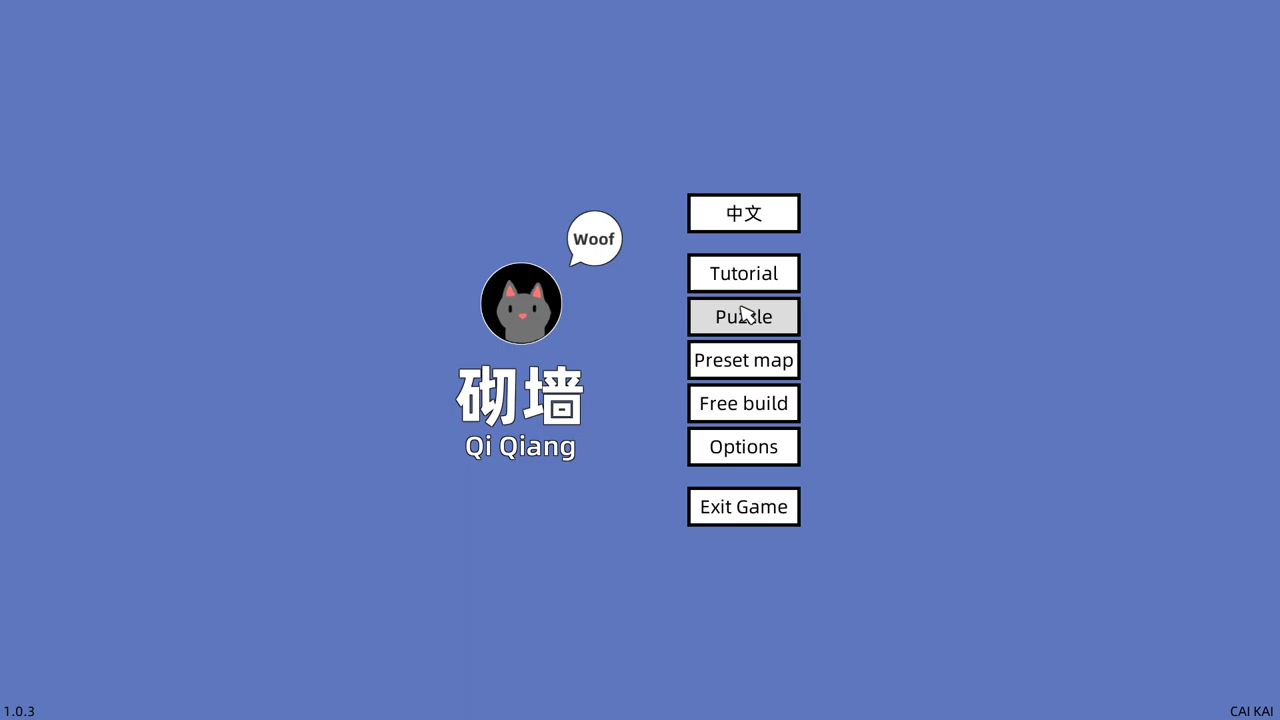 Woof
砌墙
Qi Qiang
中文
Tutorial
Puzzle
Preset map
Free build
Options
Exit Game
1.0.3
CAI KAI